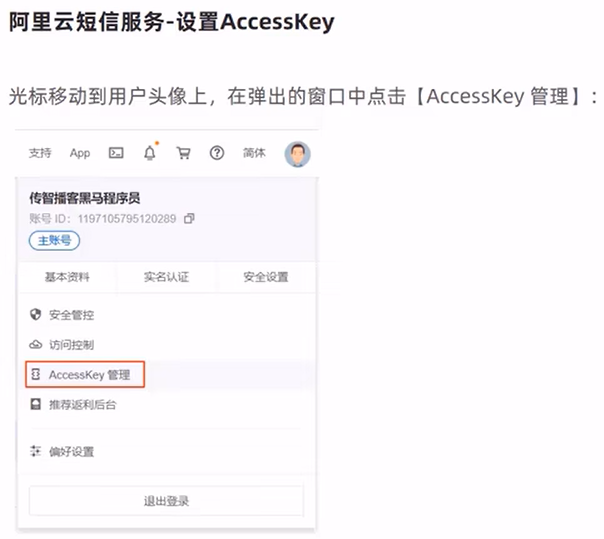 阿里云短信服务-设置AccessKey
光标移动到用户头像上，在弹出的窗口中点击【AccessKey 管理】：
支持 App 简体
传智播客黑马程序员
账号 ID：1197105795120289
主账号
基本资料 实名认证 安全设置
安全管控
访问控制
AccessKey 管理
推荐返利后台
偏好设置
退出登录